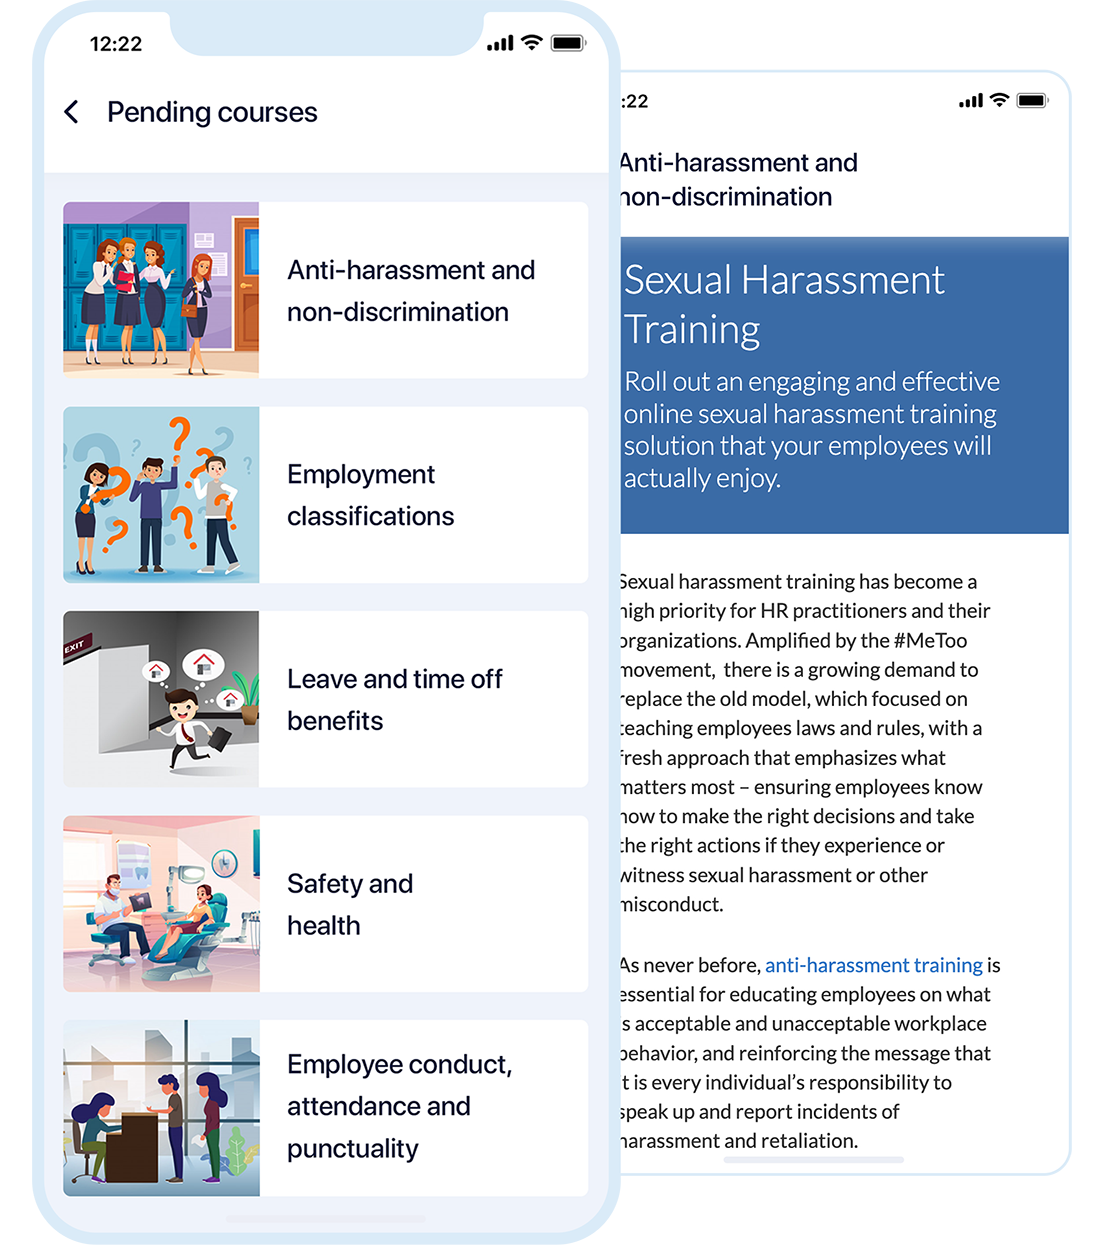 12:22
Pending courses
Anti-harassment and
non-discrimination
Employment
classifications
EXIT
Leave and time off
benefits
Safety and
health
Employee conduct,
attendance and
punctuality
:22
Anti-harassment and
non-discrimination
Sexual Harassment
Training
Roll out an engaging and effective
online sexual harassment training
solution that your employees will
actually enjoy.
Sexual harassment training has become a
high priority for HR practitioners and their
organizations. Amplified by the #MeToo
movement, there is a growing demand to
replace the old model, which focused on
teaching employees laws and rules, with a
fresh approach that emphasizes what
matters most – ensuring employees know
how to make the right decisions and take
the right actions if they experience or
witness sexual harassment or other
misconduct.
As never before, anti-harassment training is
essential for educating employees on what
is acceptable and unacceptable workplace
behavior, and reinforcing the message that
it is every individual's responsibility to
speak up and report incidents of
harassment and retaliation.